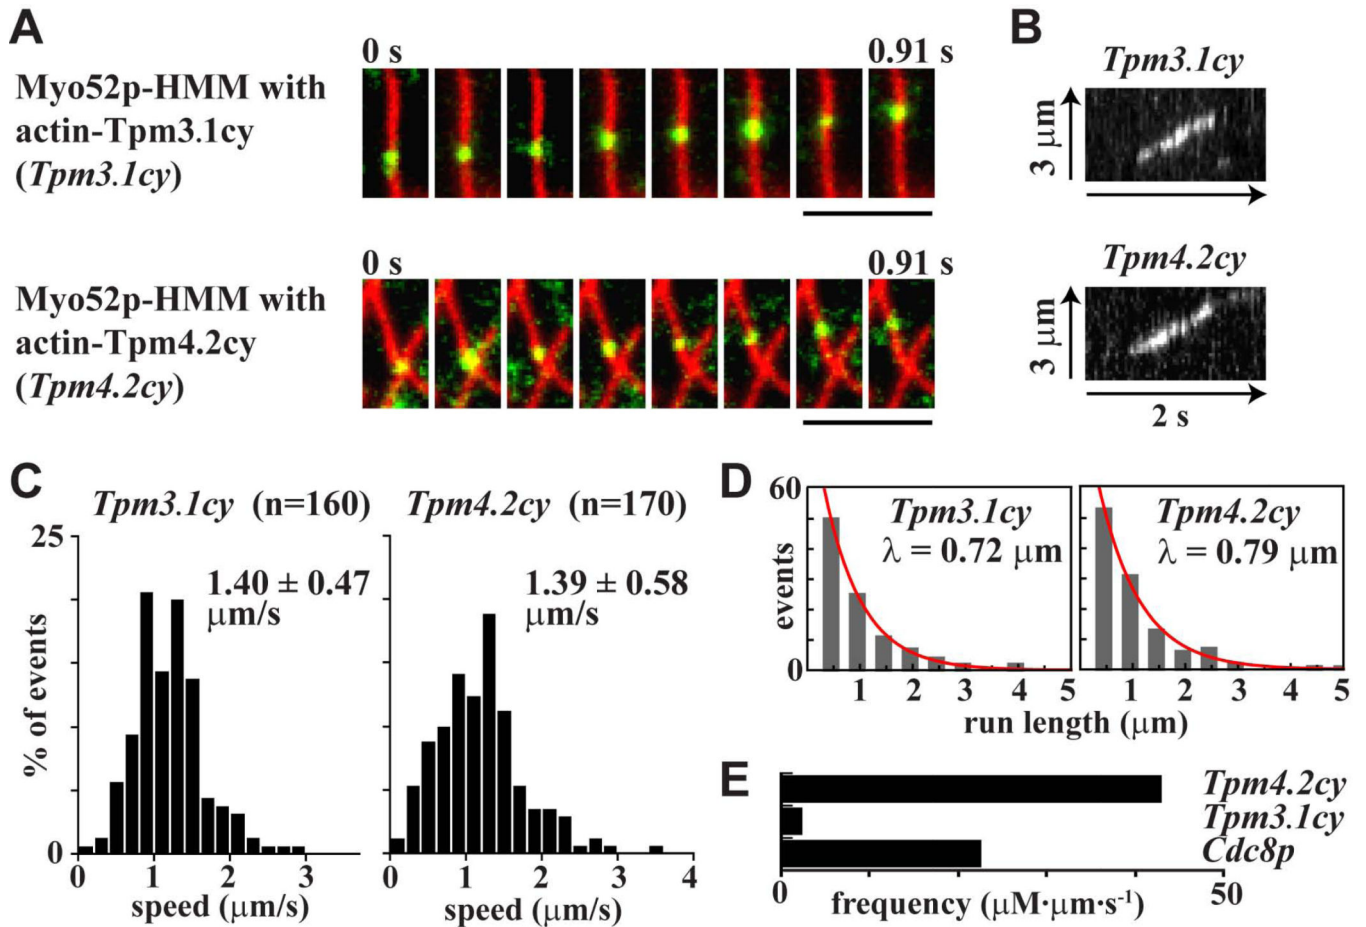 A
0 s
0.91 s
Myo52p-HMM with
actin-Tpm3.1cy
(Tpm3.1cy)
0 s
0.91 s
Myo52p-HMM with
actin-Tpm4.2cy
(Tpm4.2cy)
B
Tpm3.1cy
3 μm
Tpm4.2cy
3 μm
2 s
C
Tpm3.1cy (n=160)
Tpm4.2cy (n=170)
25
% of events
0
1.40 ± 0.47
μm/s
1.39 ± 0.58
μm/s
0 1 2 3
speed (μm/s)
0 1 2 3 4
speed (μm/s)
D
60
events
0
Tpm3.1cy
λ = 0.72 μm
Tpm4.2cy
λ = 0.79 μm
1 2 3 4 5
1 2 3 4 5
run length (μm)
E
Tpm4.2cy
Tpm3.1cy
Cdc8p
0 50
frequency (μM·μm·s⁻¹)